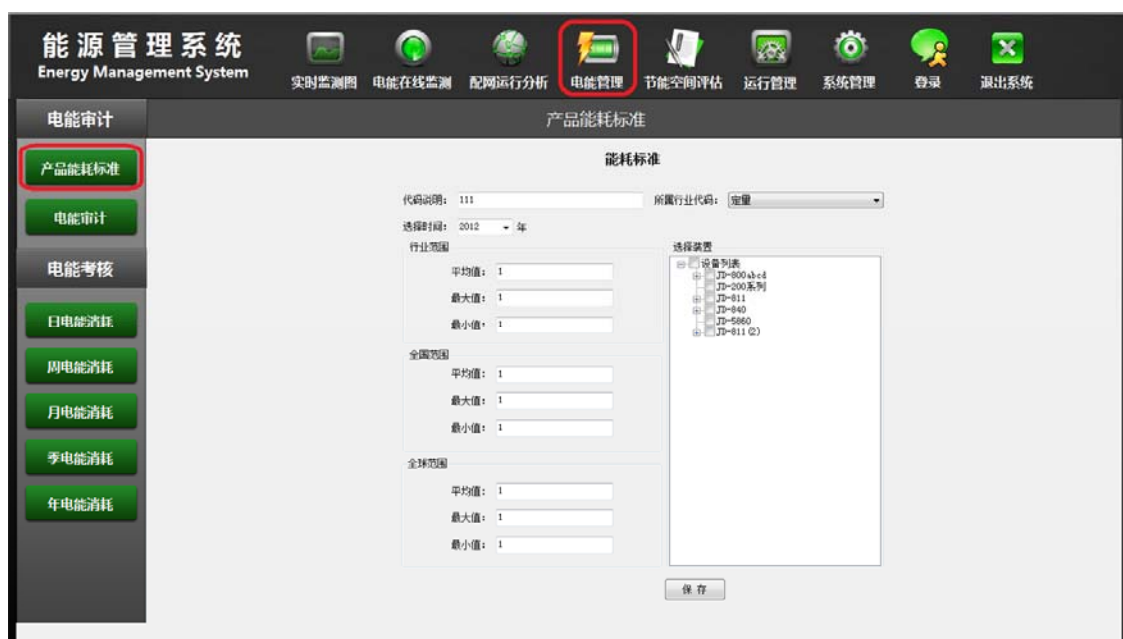 能源管理系统
Energy Management System
实时监测图 电能在线监测 配网运行分析 电能管理 节能空间评估 运行管理 系统管理 登录 退出系统
电能审计
产品能耗标准
产品能耗标准
电能审计
电能考核
日电能消耗
周电能消耗
月电能消耗
季电能消耗
年电能消耗
能耗标准
代码说明： 111 所属行业代码： 定量
选择时间： 2012 年
行业范围
平均值： 1
最大值： 1
最小值： 1
全国范围
平均值： 1
最大值： 1
最小值： 1
全球范围
平均值： 1
最大值： 1
最小值： 1
选择装置
设备列表
JD-800abcd
JD-200系列
JD-811
JD-840
JD-5860
JD-811(2)
保 存